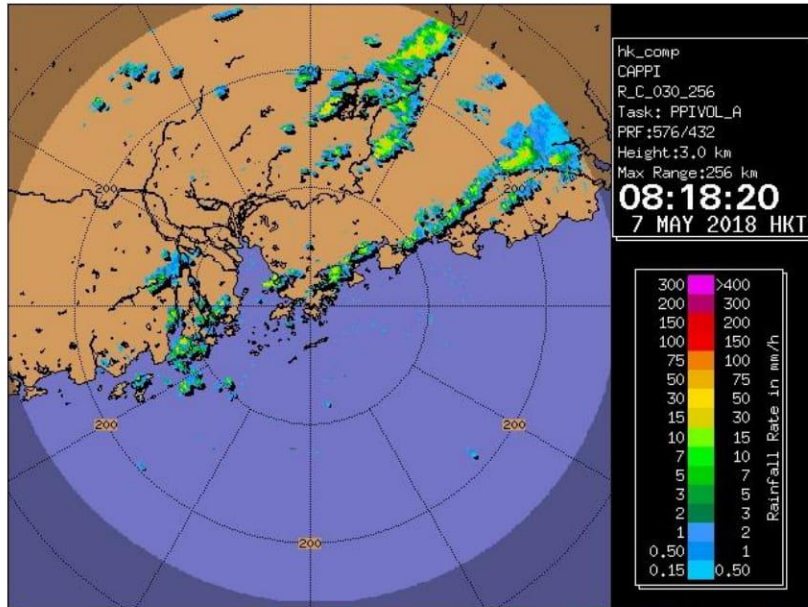 hk_comp
CAPPI
R_C_030_256
Task: PPIVOL_A
PRF:576/432
Height:3.0 km
Max Range:256 km
08:18:20
7 MAY 2018 HKT
300 >400
200 300
150 200
100 150
75 100
50 75
30 50
15 30
10 15
7 10
5 7
3 5
2 3
1 2
0.50 1
0.15 0.50
Rainfall Rate in mm/h
200
200
200
200
200
200